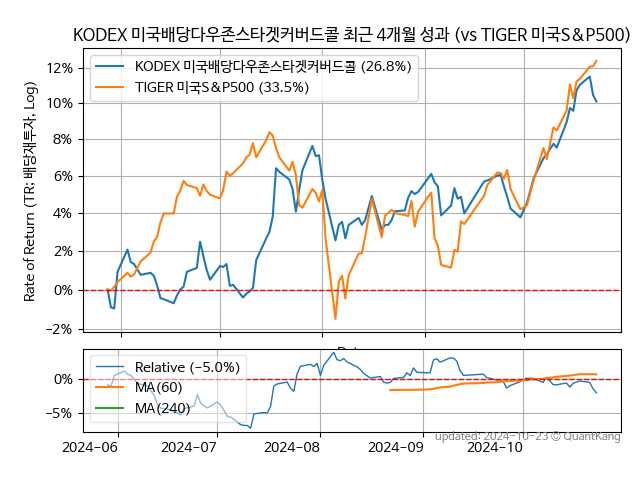 KODEX 미국배당다우존스타겟커버드콜 최근 4개월 성과 (vs TIGER 미국S&P500)
Rate of Return (TR: 배당재투자, Log)
12%
10%
8%
6%
4%
2%
0%
−2%
KODEX 미국배당다우존스타겟커버드콜 (26.8%)
TIGER 미국S&P500 (33.5%)
0%
−5%
Relative (−5.0%)
MA(60)
MA(240)
2024-06
2024-07
2024-08
2024-09
2024-10
updated: 2024-10-23 © QuantKang